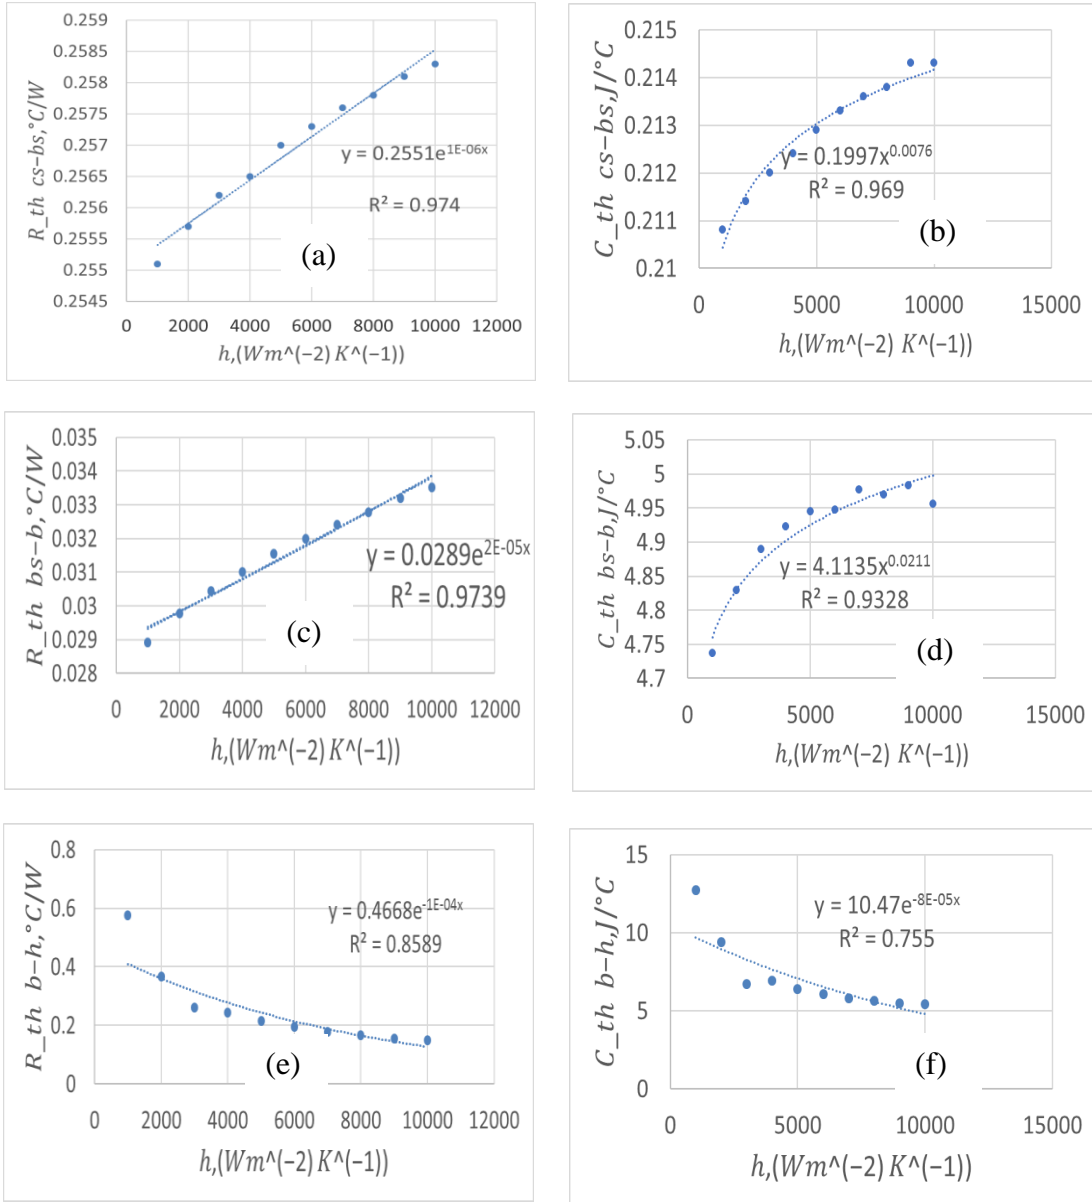 0.259
0.2585
0.258
0.2575
0.257
0.2565
0.256
0.2555
0.255
0.2545
R_th cs−bs,°C/W
y = 0.2551e^1E-06x
R² = 0.974
(a)
0 2000 4000 6000 8000 10000 12000
h,(Wm^(−2) K^(−1))
0.215
0.214
0.213
0.212
0.211
0.21
C_th cs−bs,J/°C
y = 0.1997x^0.0076
R² = 0.969
(b)
0 5000 10000 15000
h,(Wm^(−2) K^(−1))
0.035
0.034
0.033
0.032
0.031
0.03
0.029
0.028
R_th bs−b,°C/W
y = 0.0289e^2E-05x
R² = 0.9739
(c)
0 2000 4000 6000 8000 10000 12000
h,(Wm^(−2) K^(−1))
5.05
5
4.95
4.9
4.85
4.8
4.75
4.7
C_th bs−b,J/°C
y = 4.1135x^0.0211
R² = 0.9328
(d)
0 5000 10000 15000
h,(Wm^(−2) K^(−1))
0.8
0.6
0.4
0.2
0
R_th b−h,°C/W
y = 0.4668e^-1E-04x
R² = 0.8589
(e)
0 2000 4000 6000 8000 10000 12000
h,(Wm^(−2) K^(−1))
15
10
5
0
C_th b−h,J/°C
y = 10.47e^-8E-05x
R² = 0.755
(f)
0 5000 10000 15000
h,(Wm^(−2) K^(−1))